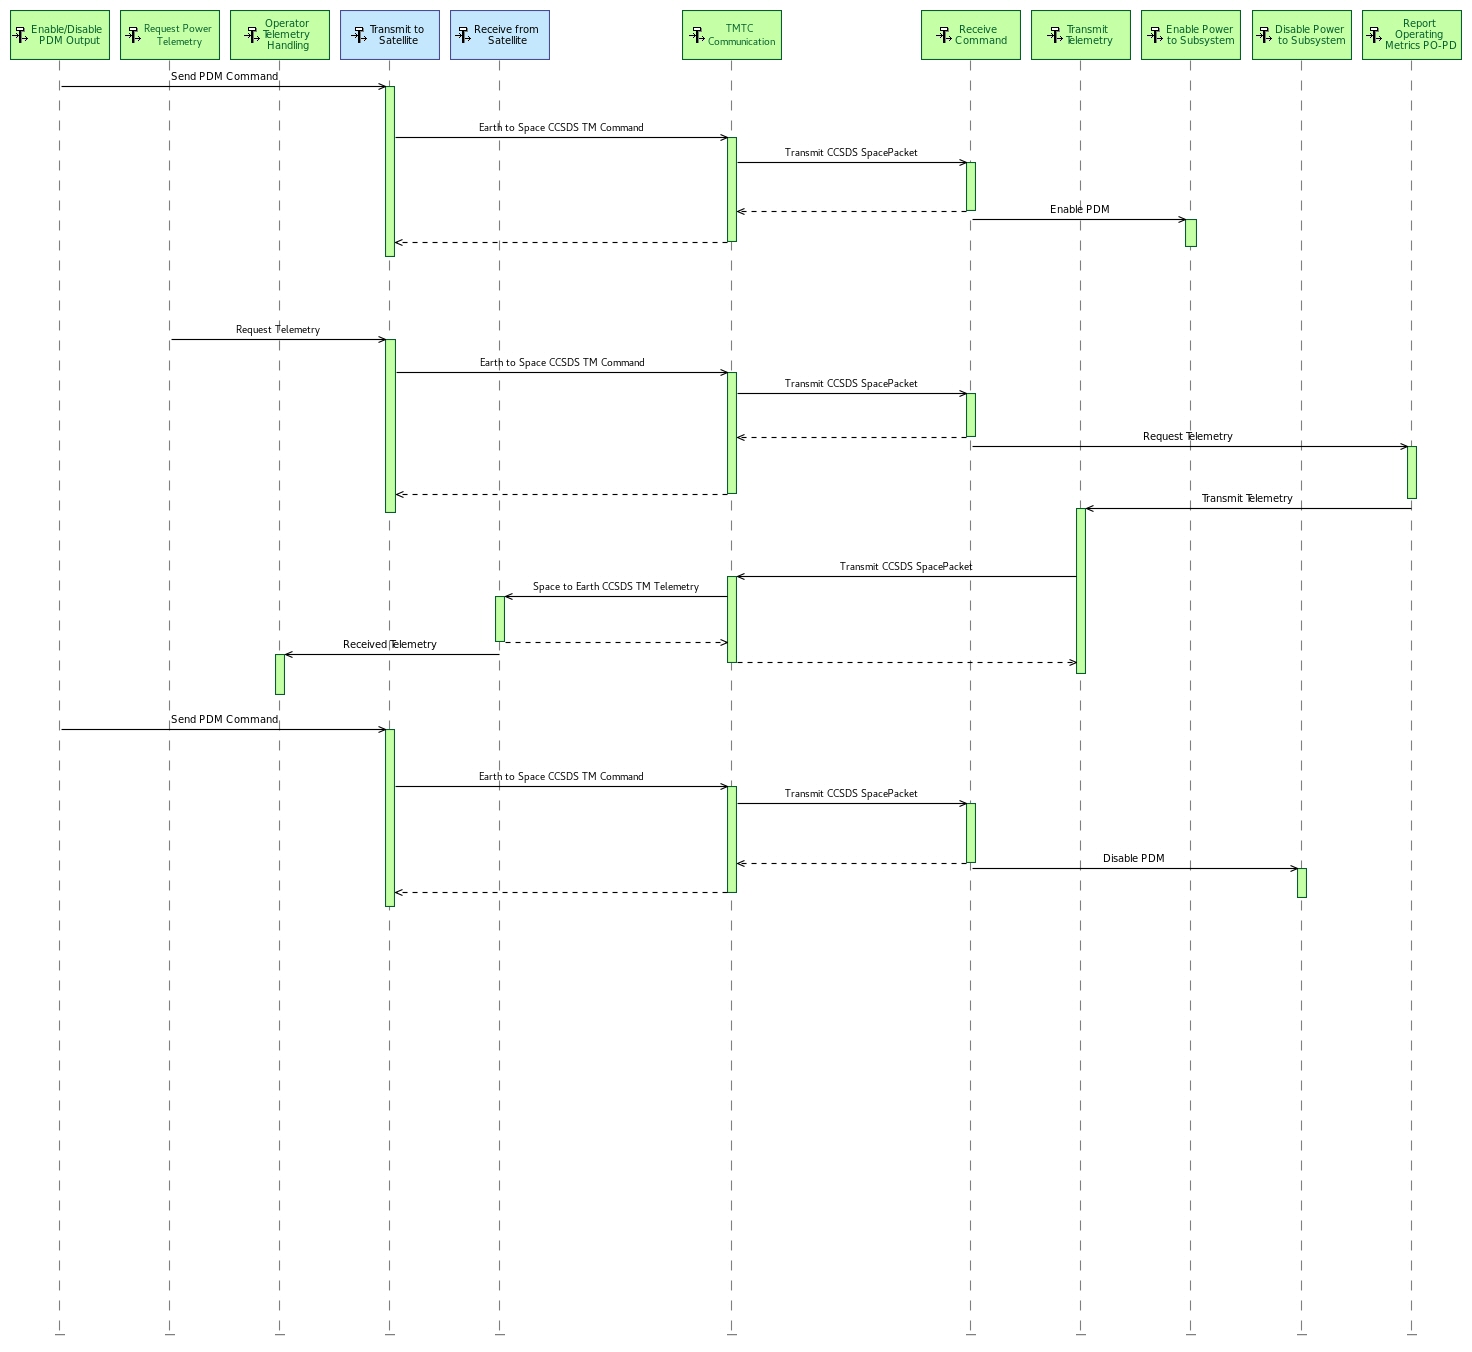 Enable/Disable
PDM Output
Request Power
Telemetry
Operator
Telemetry
Handling
Transmit to
Satellite
Receive from
Satellite
TMTC
Communication
Receive
Command
Transmit
Telemetry
Enable Power
to Subsystem
Disable Power
to Subsystem
Report
Operating
Metrics PO-PD
Send PDM Command
Earth to Space CCSDS TM Command
Transmit CCSDS SpacePacket
Enable PDM
Request Telemetry
Earth to Space CCSDS TM Command
Transmit CCSDS SpacePacket
Request Telemetry
Transmit Telemetry
Transmit CCSDS SpacePacket
Space to Earth CCSDS TM Telemetry
Received Telemetry
Send PDM Command
Earth to Space CCSDS TM Command
Transmit CCSDS SpacePacket
Disable PDM